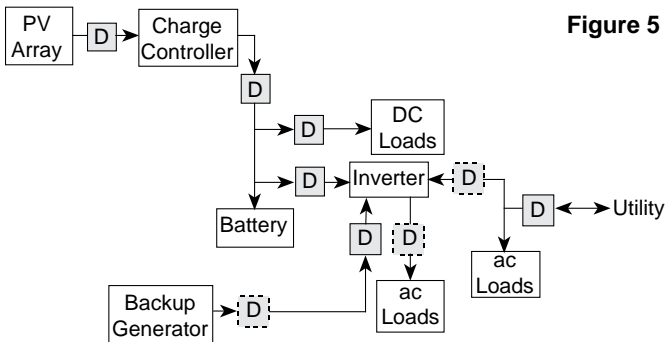 Figure 5
PV
Array
D
Charge
Controller
D
D
DC
Loads
D
Inverter
D
D
Utility
Battery
D
D
ac
Loads
ac
Loads
Backup
Generator
D